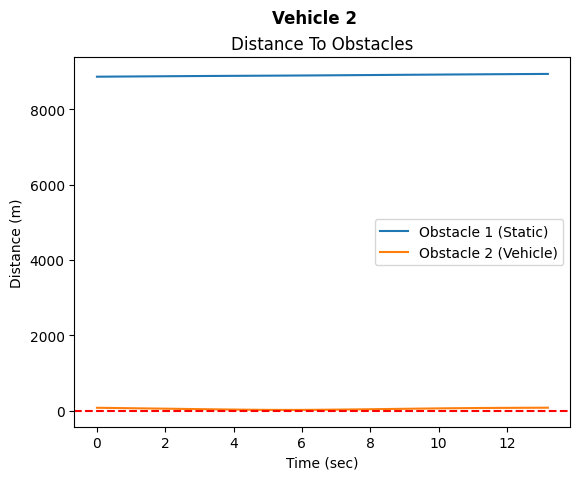 Vehicle 2
Distance To Obstacles
Distance (m)
8000
6000
4000
2000
0
Obstacle 1 (Static)
Obstacle 2 (Vehicle)
0 2 4 6 8 10 12
Time (sec)